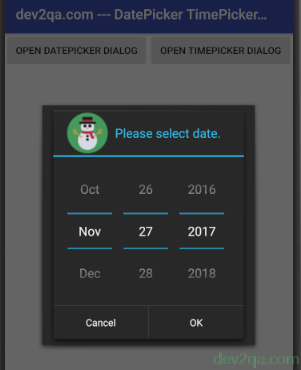 dev2qa.com --- DatePicker TimePicker...
OPEN DATEPICKER DIALOG OPEN TIMEPICKER DIALOG
Please select date.
Oct 26 2016
Nov 27 2017
Dec 28 2018
Cancel OK
dev2qa.com